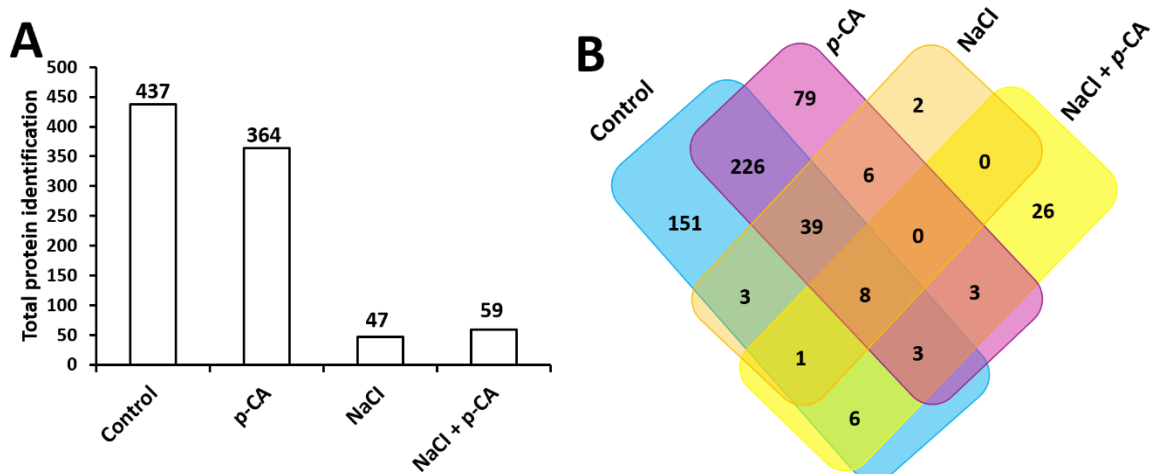 A
Total protein identification
500
450
400
350
300
250
200
150
100
50
0
437
364
47
59
Control
p-CA
NaCl
NaCl + p-CA
B
Control
p-CA
NaCl
NaCl + p-CA
79
2
226
6
0
151
39
0
26
3
8
3
1
3
6